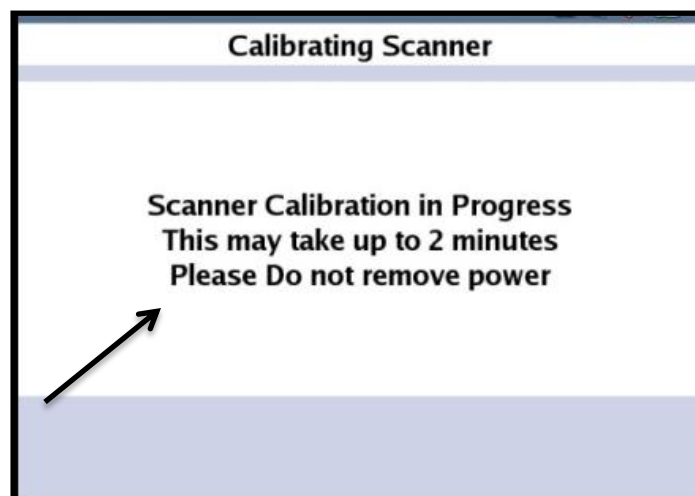 Calibrating Scanner
Scanner Calibration in Progress
This may take up to 2 minutes
Please Do not remove power